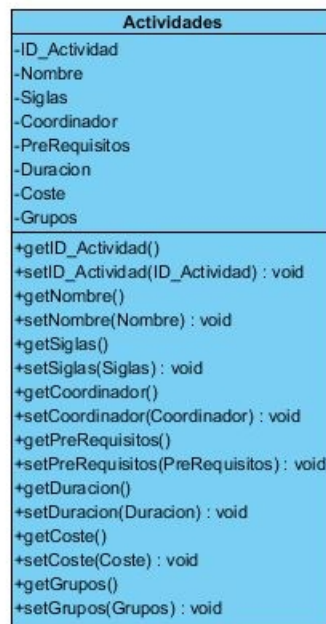 Actividades
-ID_Actividad
-Nombre
-Siglas
-Coordinador
-PreRequisitos
-Duracion
-Coste
-Grupos
+getID_Actividad()
+setID_Actividad(ID_Actividad) : void
+getNombre()
+setNombre(Nombre) : void
+getSiglas()
+setSiglas(Siglas) : void
+getCoordinador()
+setCoordinador(Coordinador) : void
+getPreRequisitos()
+setPreRequisitos(PreRequisitos) : void
+getDuracion()
+setDuracion(Duracion) : void
+getCoste()
+setCoste(Coste) : void
+getGrupos()
+setGrupos(Grupos) : void